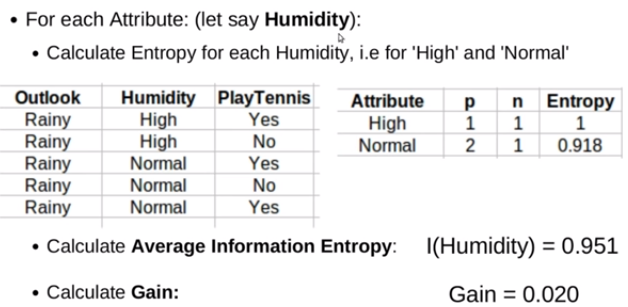 • For each Attribute: (let say Humidity):
• Calculate Entropy for each Humidity, i.e for 'High' and 'Normal'
Outlook Humidity PlayTennis
Rainy High Yes
Rainy High No
Rainy Normal Yes
Rainy Normal No
Rainy Normal Yes
Attribute p n Entropy
High 1 1 1
Normal 2 1 0.918
• Calculate Average Information Entropy: I(Humidity) = 0.951
• Calculate Gain: Gain = 0.020